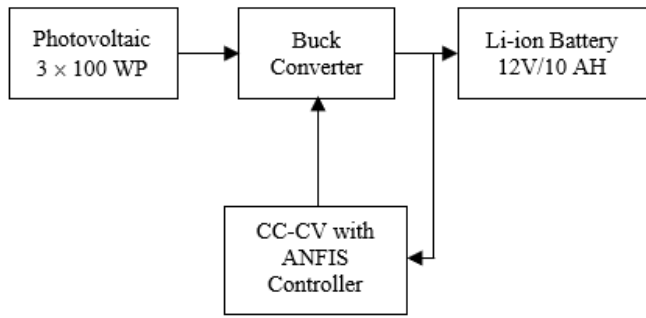 Photovoltaic
3 × 100 WP
Buck
Converter
Li-ion Battery
12V/10 AH
CC-CV with
ANFIS
Controller